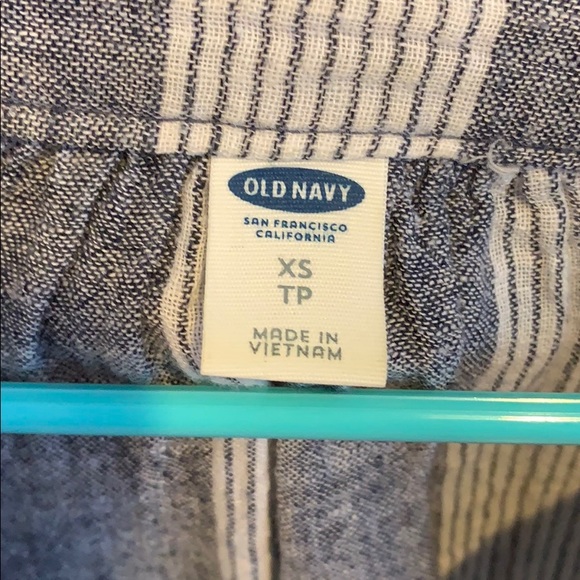 OLD NAVY
SAN FRANCISCO
CALIFORNIA
XS
TP
MADE IN
VIETNAM